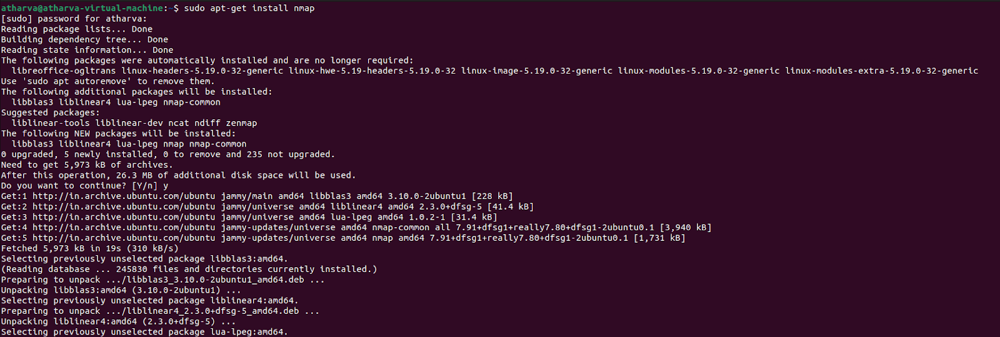 atharva@atharva-virtual-machine:~$ sudo apt-get install nmap
[sudo] password for atharva:
Reading package lists... Done
Building dependency tree... Done
Reading state information... Done
The following packages were automatically installed and are no longer required:
  libreoffice-ogltrans linux-headers-5.19.0-32-generic linux-hwe-5.19-headers-5.19.0-32 linux-image-5.19.0-32-generic linux-modules-5.19.0-32-generic linux-modules-extra-5.19.0-32-generic
Use 'sudo apt autoremove' to remove them.
The following additional packages will be installed:
  libblas3 liblinear4 lua-lpeg nmap-common
Suggested packages:
  liblinear-tools liblinear-dev ncat ndiff zenmap
The following NEW packages will be installed:
  libblas3 liblinear4 lua-lpeg nmap nmap-common
0 upgraded, 5 newly installed, 0 to remove and 235 not upgraded.
Need to get 5,973 kB of archives.
After this operation, 26.3 MB of additional disk space will be used.
Do you want to continue? [Y/n] y
Get:1 http://in.archive.ubuntu.com/ubuntu jammy/main amd64 libblas3 amd64 3.10.0-2ubuntu1 [228 kB]
Get:2 http://in.archive.ubuntu.com/ubuntu jammy/universe amd64 liblinear4 amd64 2.3.0+dfsg-5 [41.4 kB]
Get:3 http://in.archive.ubuntu.com/ubuntu jammy/universe amd64 lua-lpeg amd64 1.0.2-1 [31.4 kB]
Get:4 http://in.archive.ubuntu.com/ubuntu jammy-updates/universe amd64 nmap-common all 7.91+dfsg1+really7.80+dfsg1-2ubuntu0.1 [3,940 kB]
Get:5 http://in.archive.ubuntu.com/ubuntu jammy-updates/universe amd64 nmap amd64 7.91+dfsg1+really7.80+dfsg1-2ubuntu0.1 [1,731 kB]
Fetched 5,973 kB in 19s (310 kB/s)
Selecting previously unselected package libblas3:amd64.
(Reading database ... 245830 files and directories currently installed.)
Preparing to unpack .../libblas3_3.10.0-2ubuntu1_amd64.deb ...
Unpacking libblas3:amd64 (3.10.0-2ubuntu1) ...
Selecting previously unselected package liblinear4:amd64.
Preparing to unpack .../liblinear4_2.3.0+dfsg-5_amd64.deb ...
Unpacking liblinear4:amd64 (2.3.0+dfsg-5) ...
Selecting previously unselected package lua-lpeg:amd64.